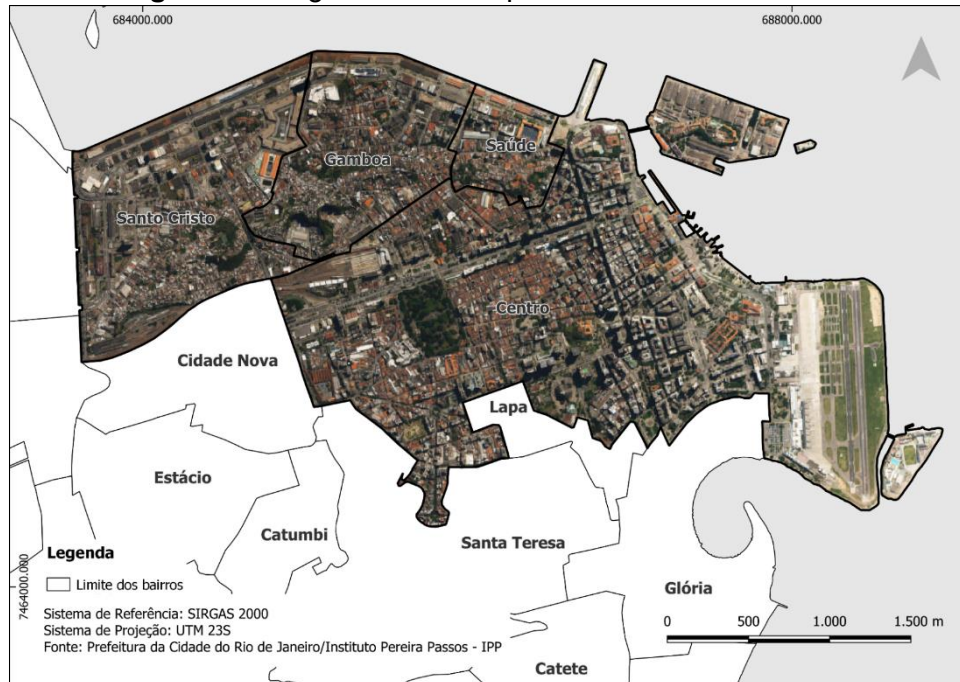 684000.000
688000.000
Gamboa
Saúde
Santo Cristo
Centro
Cidade Nova
Lapa
Estácio
Catumbi
Santa Teresa
Glória
Catete
7464000.000
Legenda
Limite dos bairros
Sistema de Referência: SIRGAS 2000
Sistema de Projeção: UTM 23S
Fonte: Prefeitura da Cidade do Rio de Janeiro/Instituto Pereira Passos - IPP
0 500 1.000 1.500 m